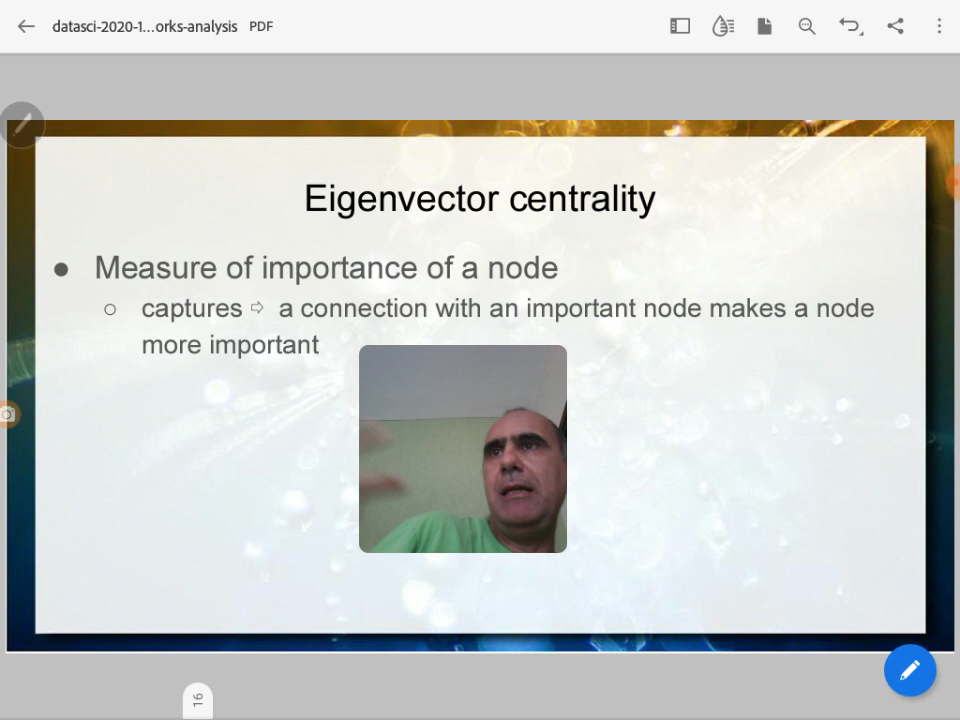 datasci-2020-1...orks-analysis PDF
Eigenvector centrality
● Measure of importance of a node
○ captures ⇨ a connection with an important node makes a node
more important
16